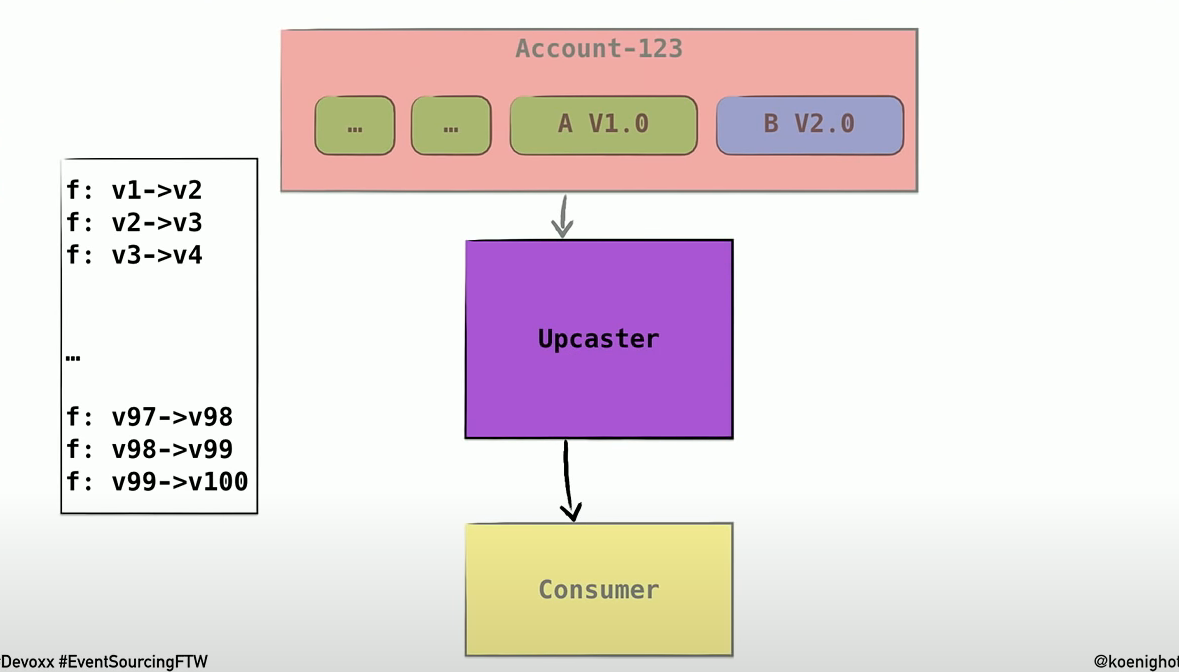 Account-123
…
…
A V1.0
B V2.0
f: v1->v2
f: v2->v3
f: v3->v4
…
f: v97->v98
f: v98->v99
f: v99->v100
Upcaster
Consumer
Devoxx #EventSourcingFTW
@koenighot